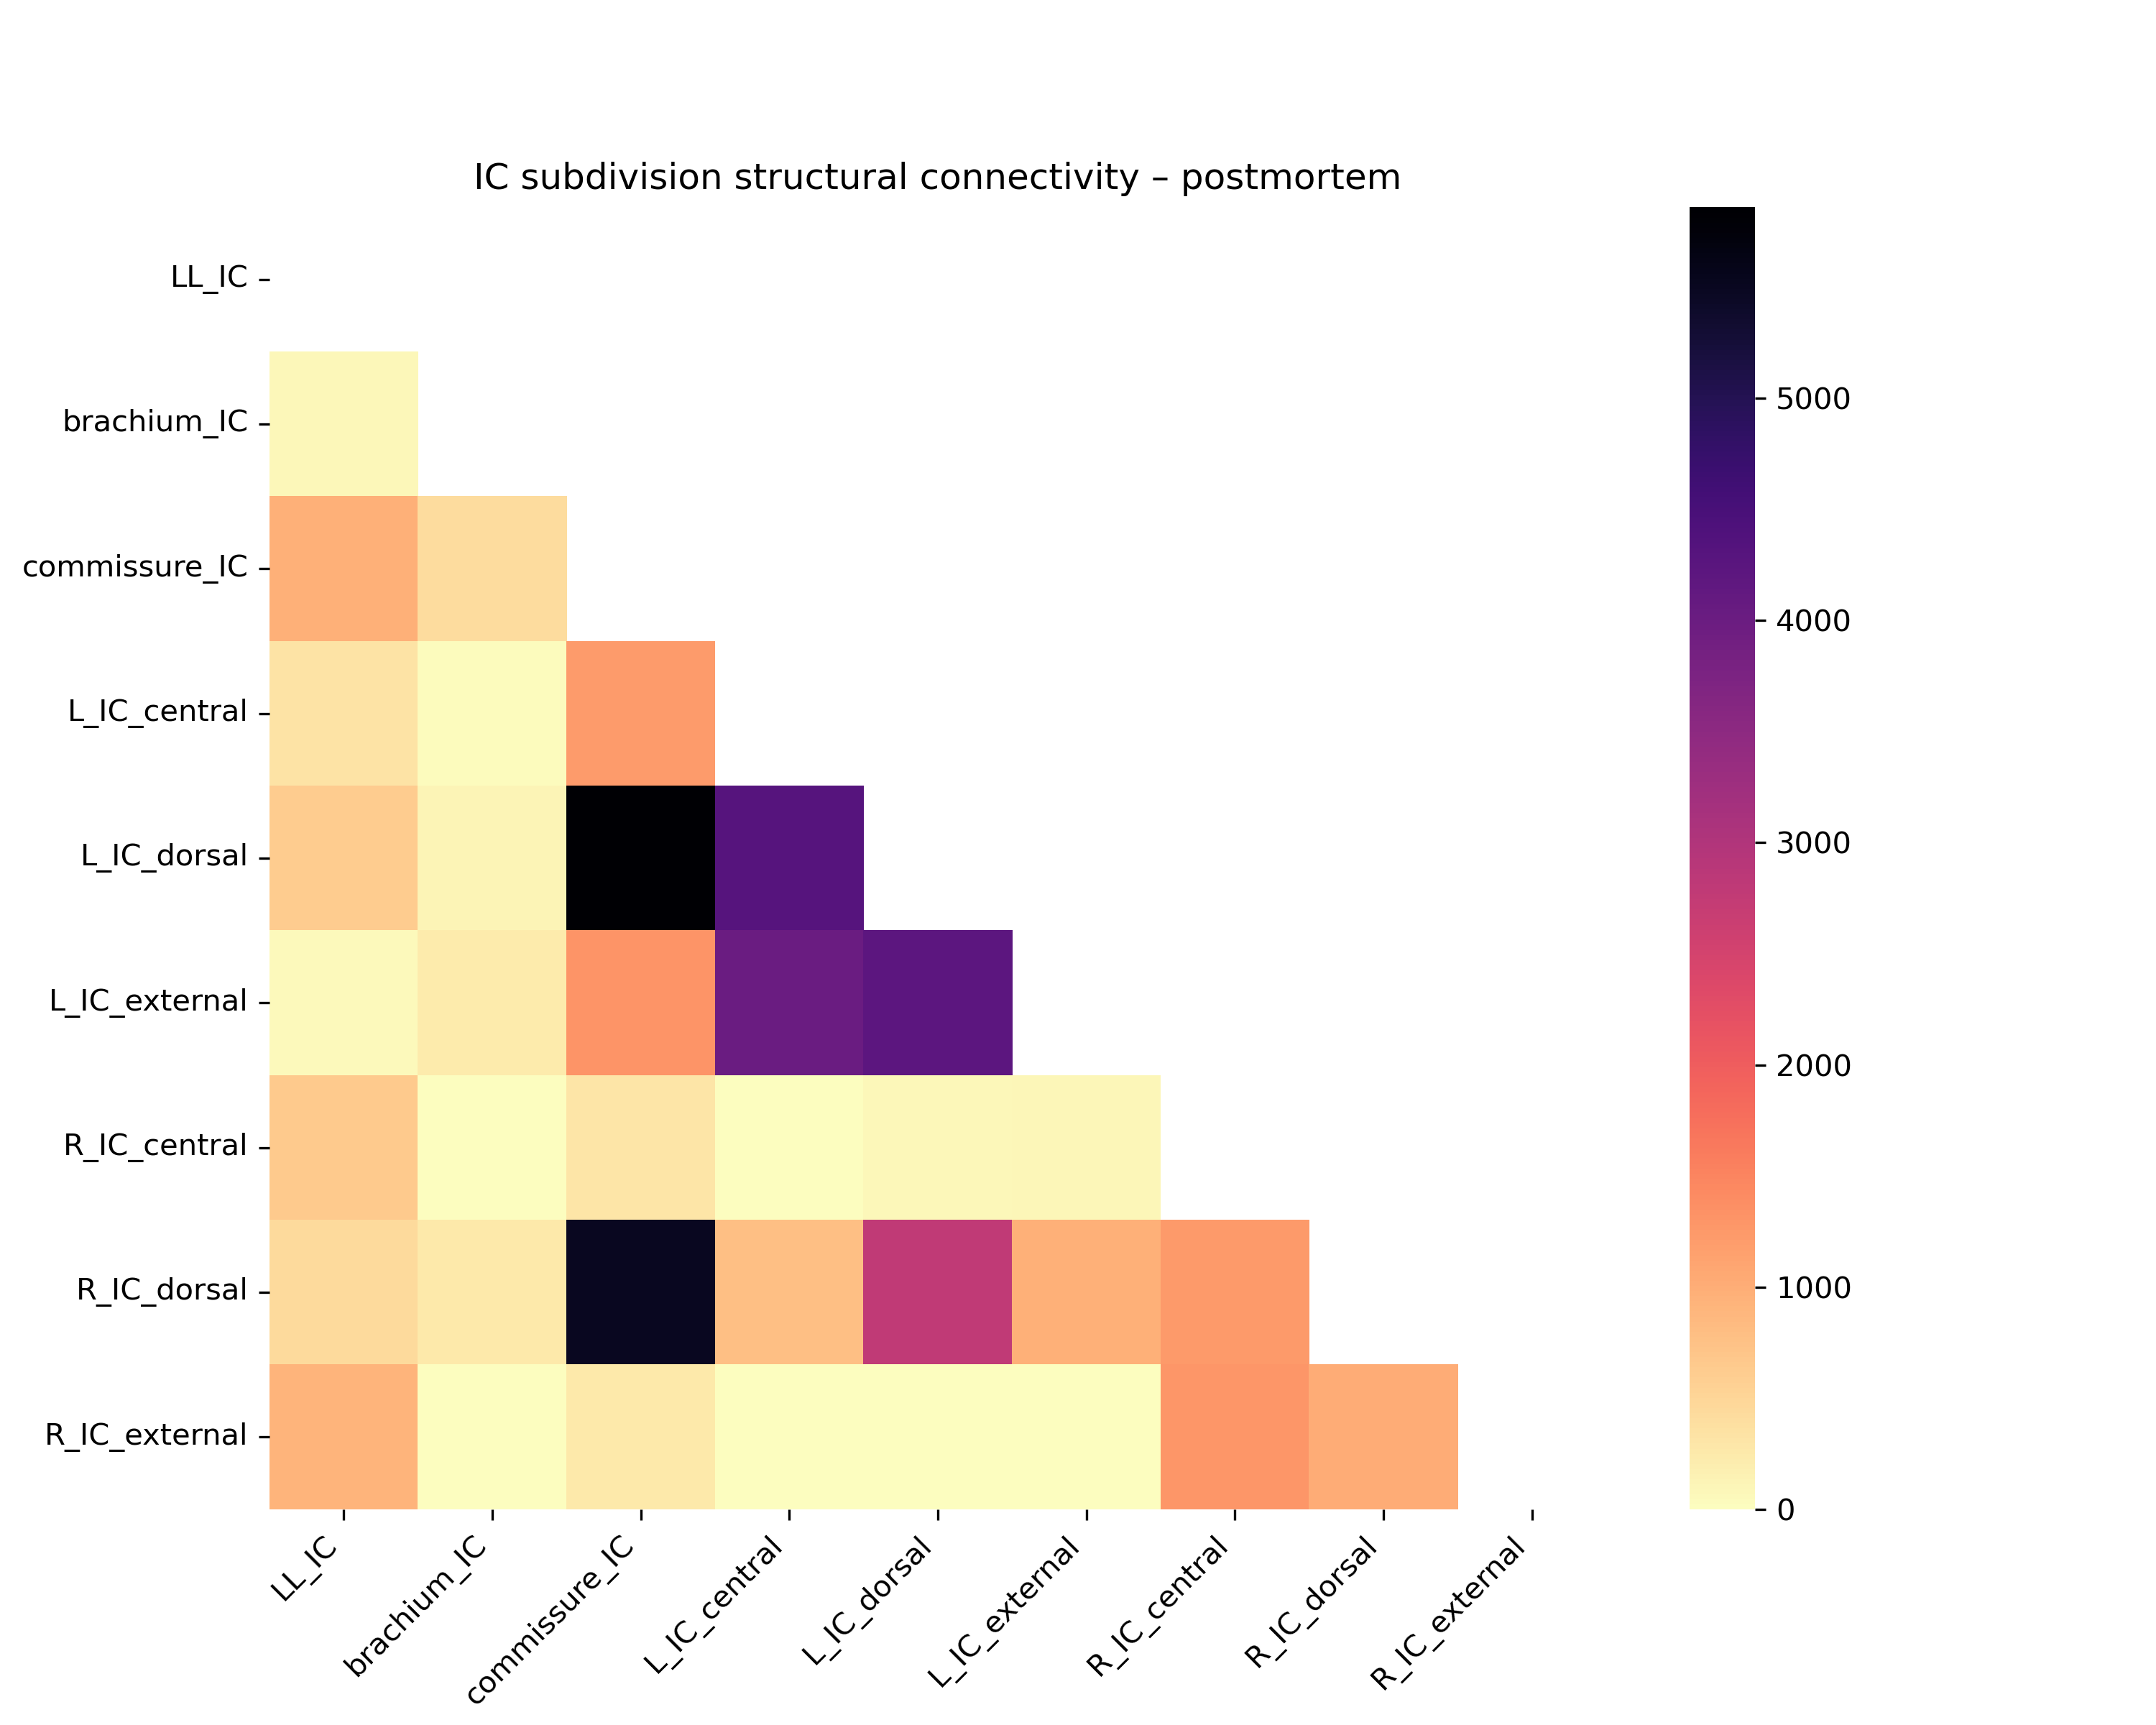 IC subdivision structural connectivity – postmortem
LL_IC
brachium_IC
commissure_IC
L_IC_central
L_IC_dorsal
L_IC_external
R_IC_central
R_IC_dorsal
R_IC_external
LL_IC
brachium_IC
commissure_IC
L_IC_central
L_IC_dorsal
L_IC_external
R_IC_central
R_IC_dorsal
R_IC_external
5000
4000
3000
2000
1000
0